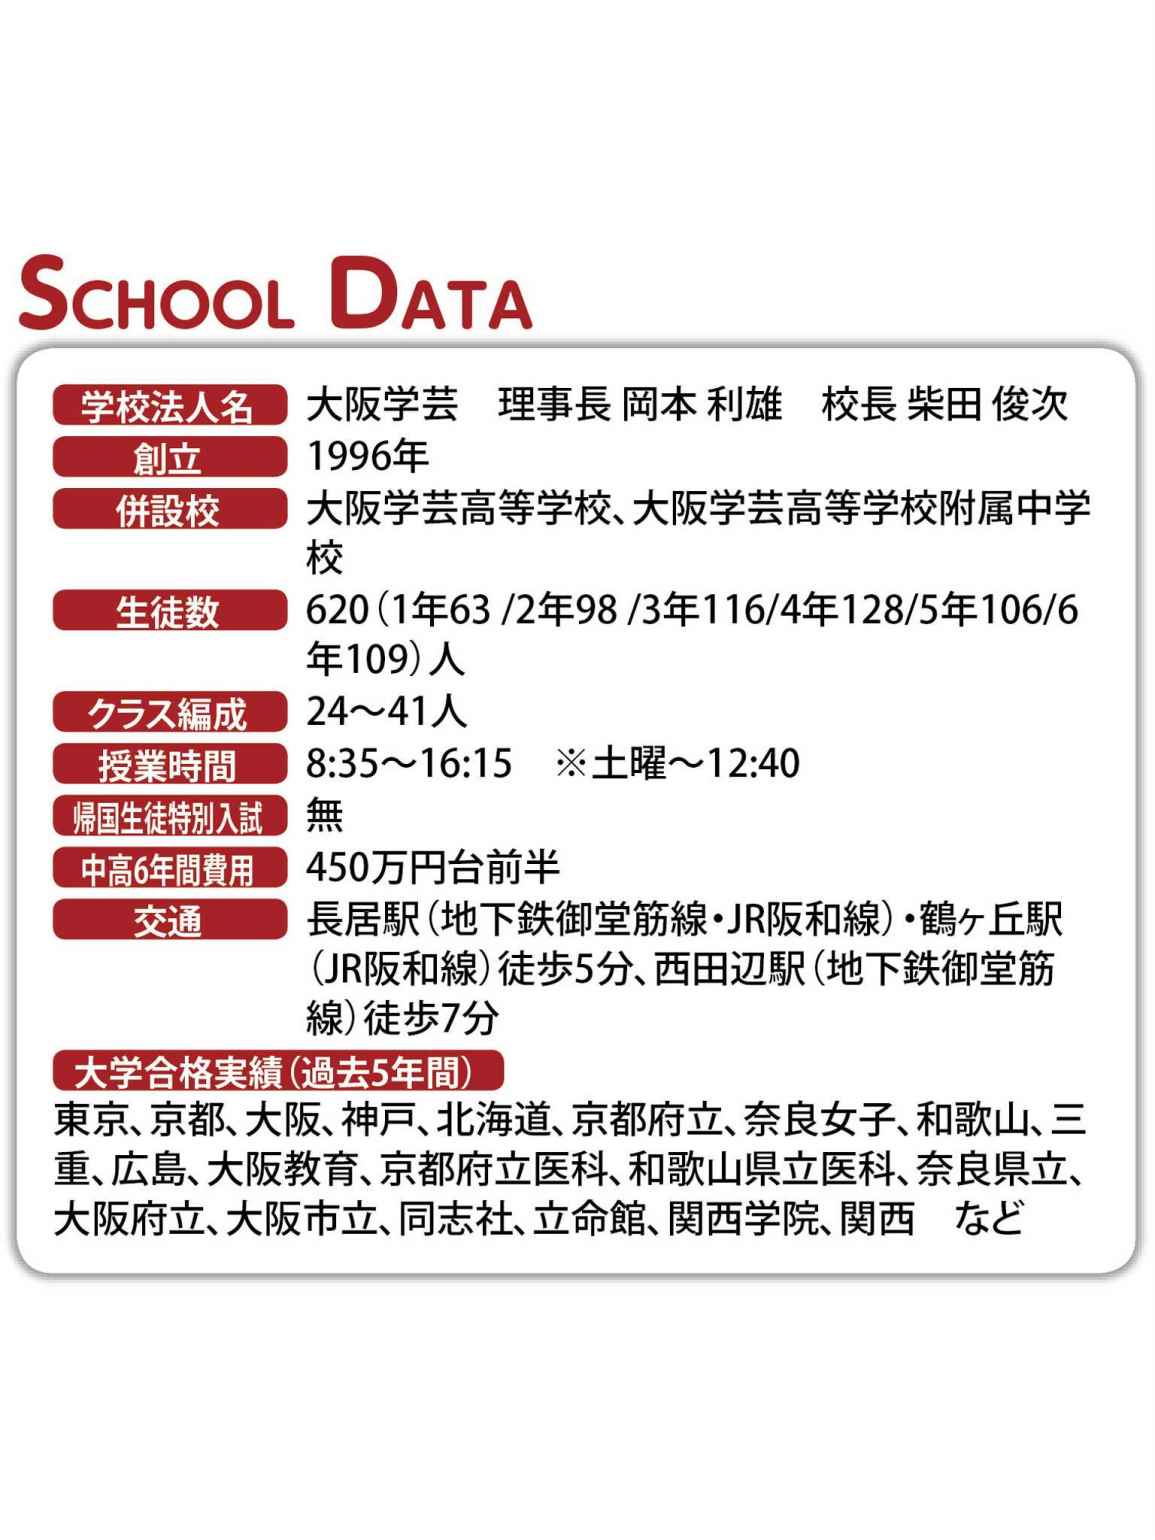 SCHOOL DATA
学校法人名 大阪学芸　理事長 岡本 利雄　校長 柴田 俊次
創立 1996年
併設校 大阪学芸高等学校、大阪学芸高等学校附属中学
校
生徒数 620（1年63 /2年98 /3年116/4年128/5年106/6
年109）人
クラス編成 24〜41人
授業時間 8:35〜16:15　※土曜〜12:40
帰国生徒特別入試 無
中高6年間費用 450万円台前半
交通 長居駅（地下鉄御堂筋線・JR阪和線）・鶴ヶ丘駅
（JR阪和線）徒歩5分、西田辺駅（地下鉄御堂筋
線）徒歩7分
大学合格実績（過去5年間）
東京、京都、大阪、神戸、北海道、京都府立、奈良女子、和歌山、三
重、広島、大阪教育、京都府立医科、和歌山県立医科、奈良県立、
大阪府立、大阪市立、同志社、立命館、関西学院、関西　など